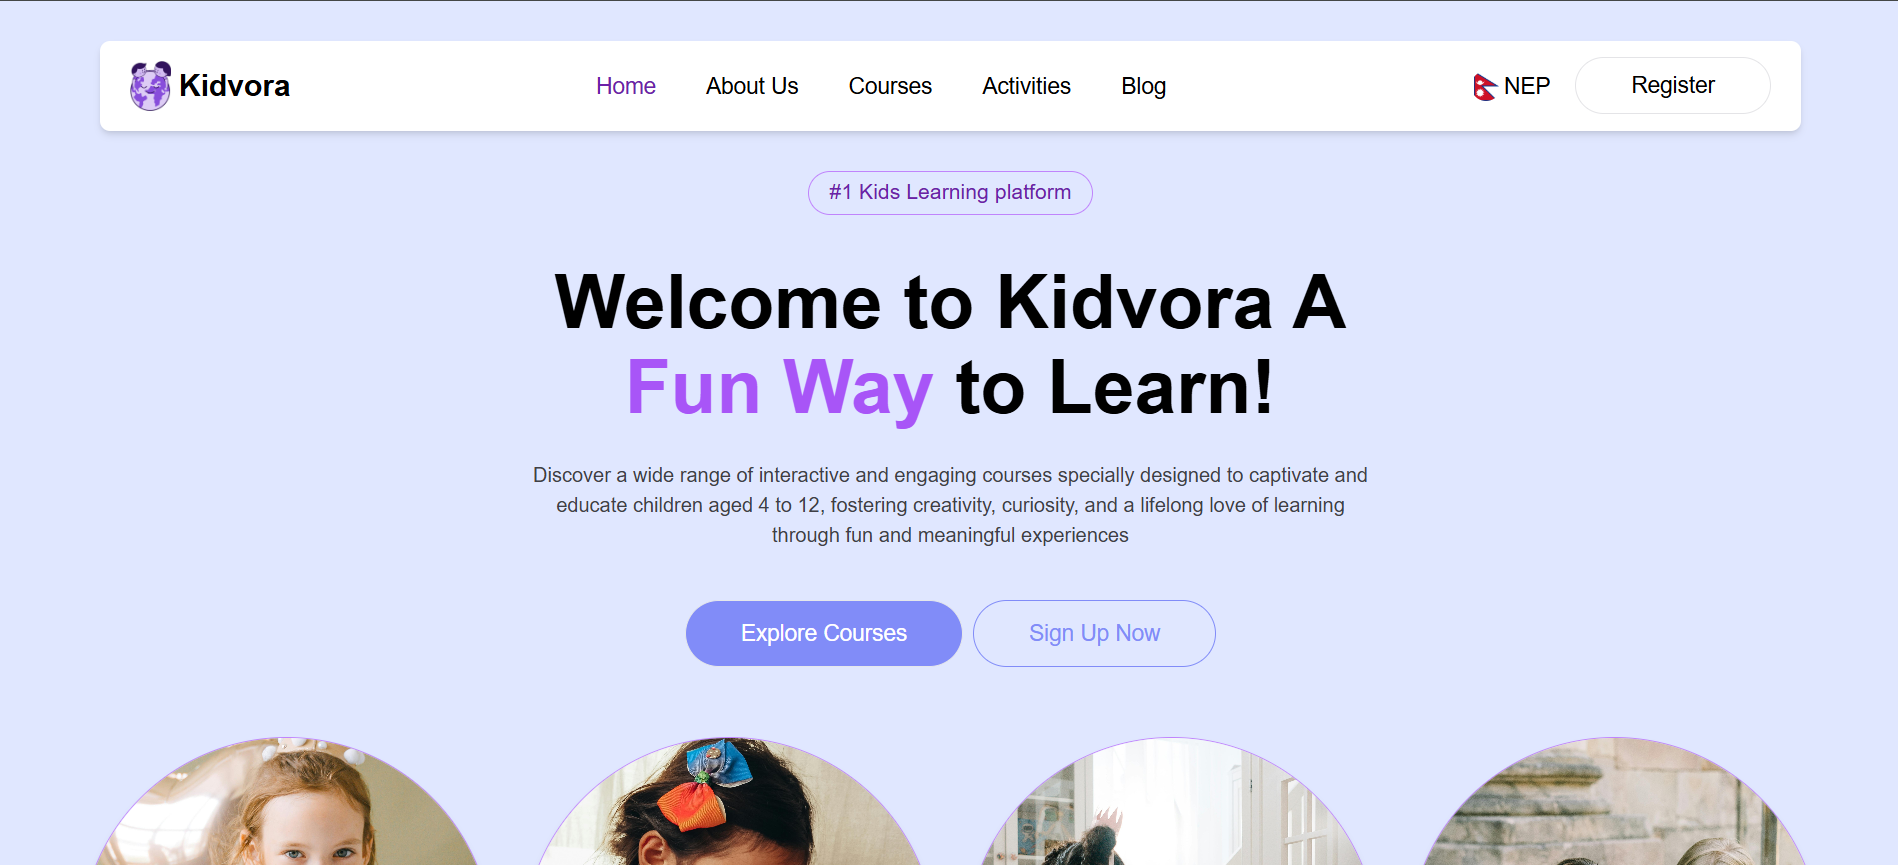 Kidvora
Home
About Us
Courses
Activities
Blog
NEP
Register
#1 Kids Learning platform
Welcome to Kidvora A
Fun Way to Learn!
Discover a wide range of interactive and engaging courses specially designed to captivate and
educate children aged 4 to 12, fostering creativity, curiosity, and a lifelong love of learning
through fun and meaningful experiences
Explore Courses
Sign Up Now